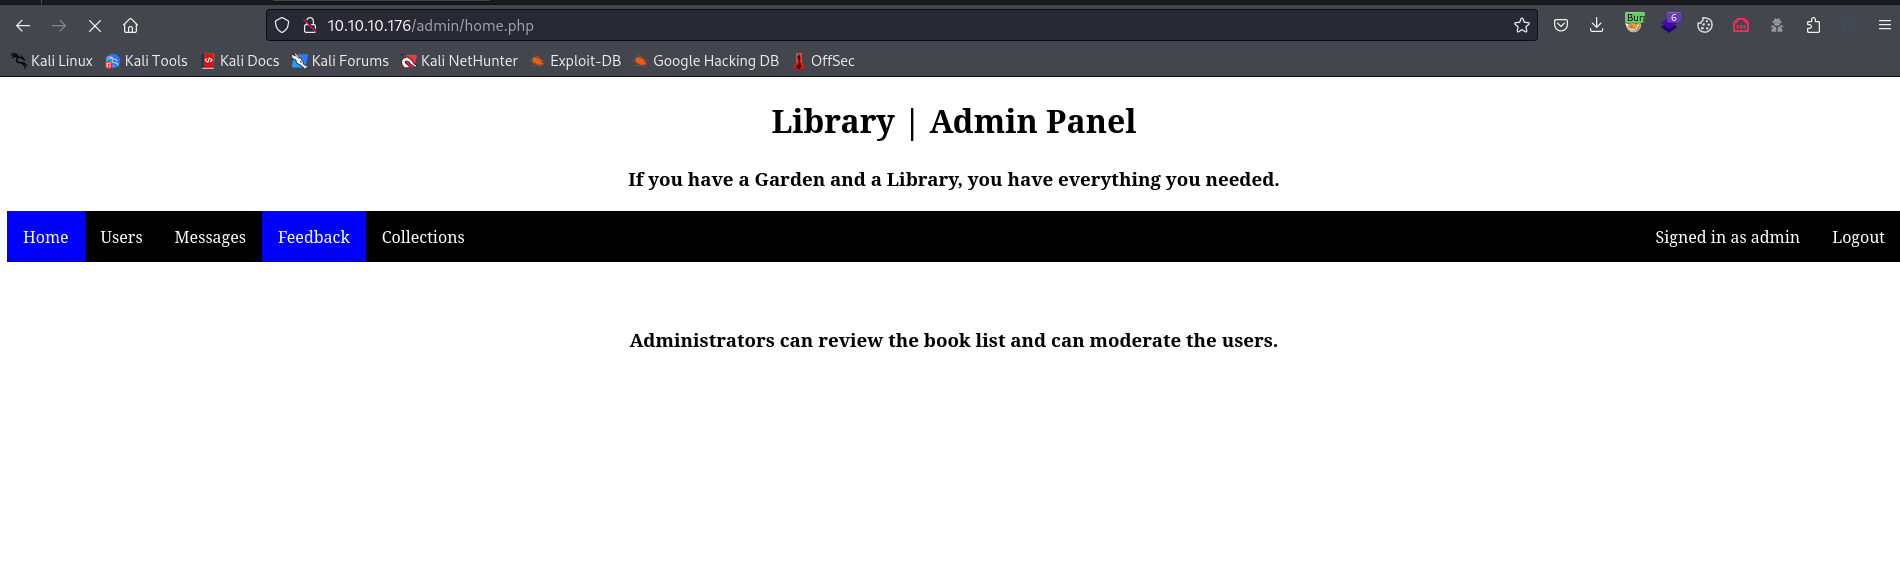 10.10.10.176/admin/home.php
Bur
6
Kali Linux Kali Tools Kali Docs Kali Forums Kali NetHunter Exploit-DB Google Hacking DB OffSec
Library | Admin Panel
If you have a Garden and a Library, you have everything you needed.
Home Users Messages Feedback Collections Signed in as admin Logout
Administrators can review the book list and can moderate the users.